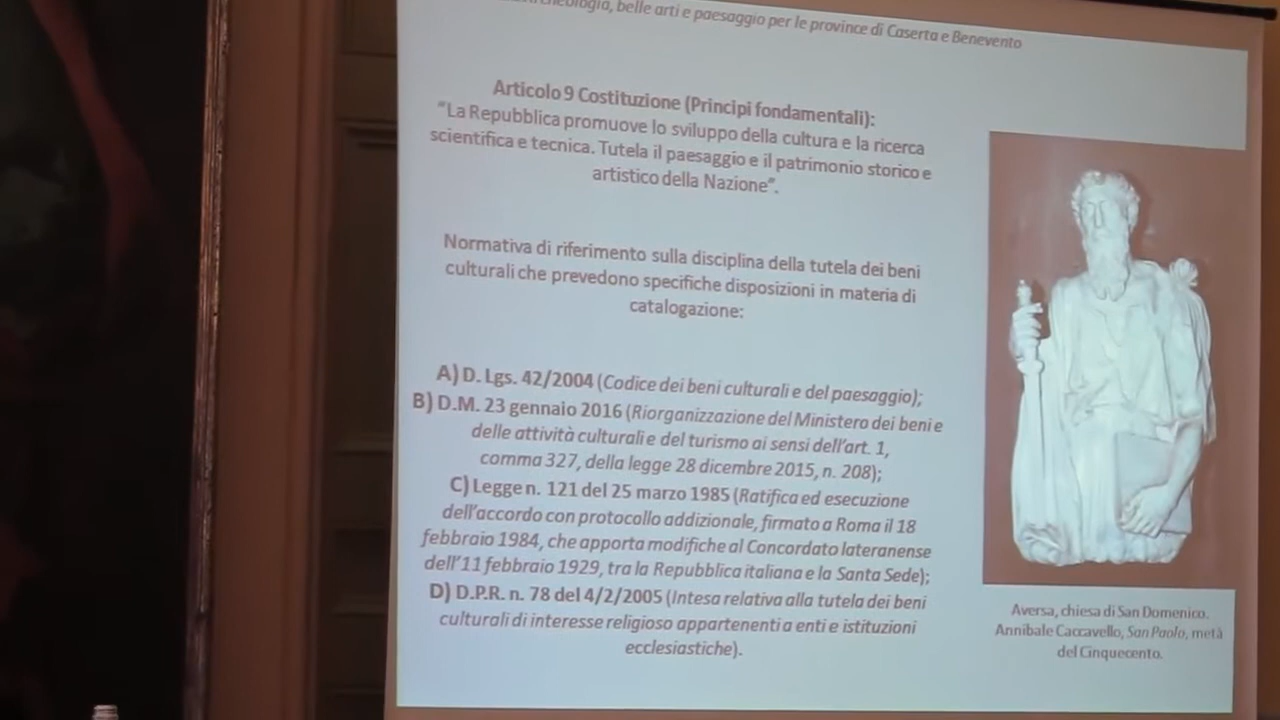 belle arti e paesaggio per le province di Caserta e Benevento
Articolo 9 Costituzione (Principi fondamentali):
"La Repubblica promuove lo sviluppo della cultura e la ricerca
scientifica e tecnica. Tutela il paesaggio e il patrimonio storico e
artistico della Nazione".
Normativa di riferimento sulla disciplina della tutela dei beni
culturali che prevedono specifiche disposizioni in materia di
catalogazione:
A) D. Lgs. 42/2004 (Codice dei beni culturali e del paesaggio);
B) D.M. 23 gennaio 2016 (Riorganizzazione del Ministero dei beni e
delle attività culturali e del turismo ai sensi dell'art. 1,
comma 327, della legge 28 dicembre 2015, n. 208);
C) Legge n. 121 del 25 marzo 1985 (Ratifica ed esecuzione
dell'accordo con protocollo addizionale, firmato a Roma il 18
febbraio 1984, che apporta modifiche al Concordato lateranense
dell'11 febbraio 1929, tra la Repubblica italiana e la Santa Sede);
D) D.P.R. n. 78 del 4/2/2005 (Intesa relativa alla tutela dei beni
culturali di interesse religioso appartenenti a enti e istituzioni
ecclesiastiche).
Aversa, chiesa di San Domenico.
Annibale Caccavello, San Paolo, metà
del Cinquecento.